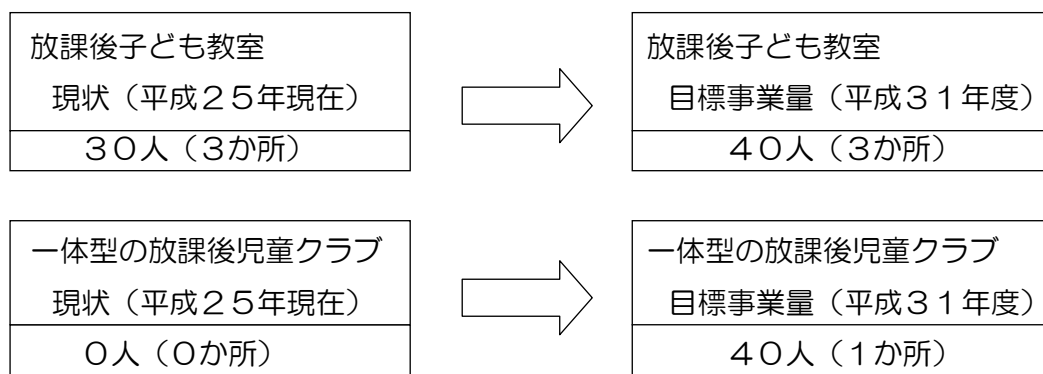 放課後子ども教室
現状（平成２５年現在）
３０人（３か所）
放課後子ども教室
目標事業量（平成３１年度）
４０人（３か所）
一体型の放課後児童クラブ
現状（平成２５年現在）
０人（０か所）
一体型の放課後児童クラブ
目標事業量（平成３１年度）
４０人（１か所）